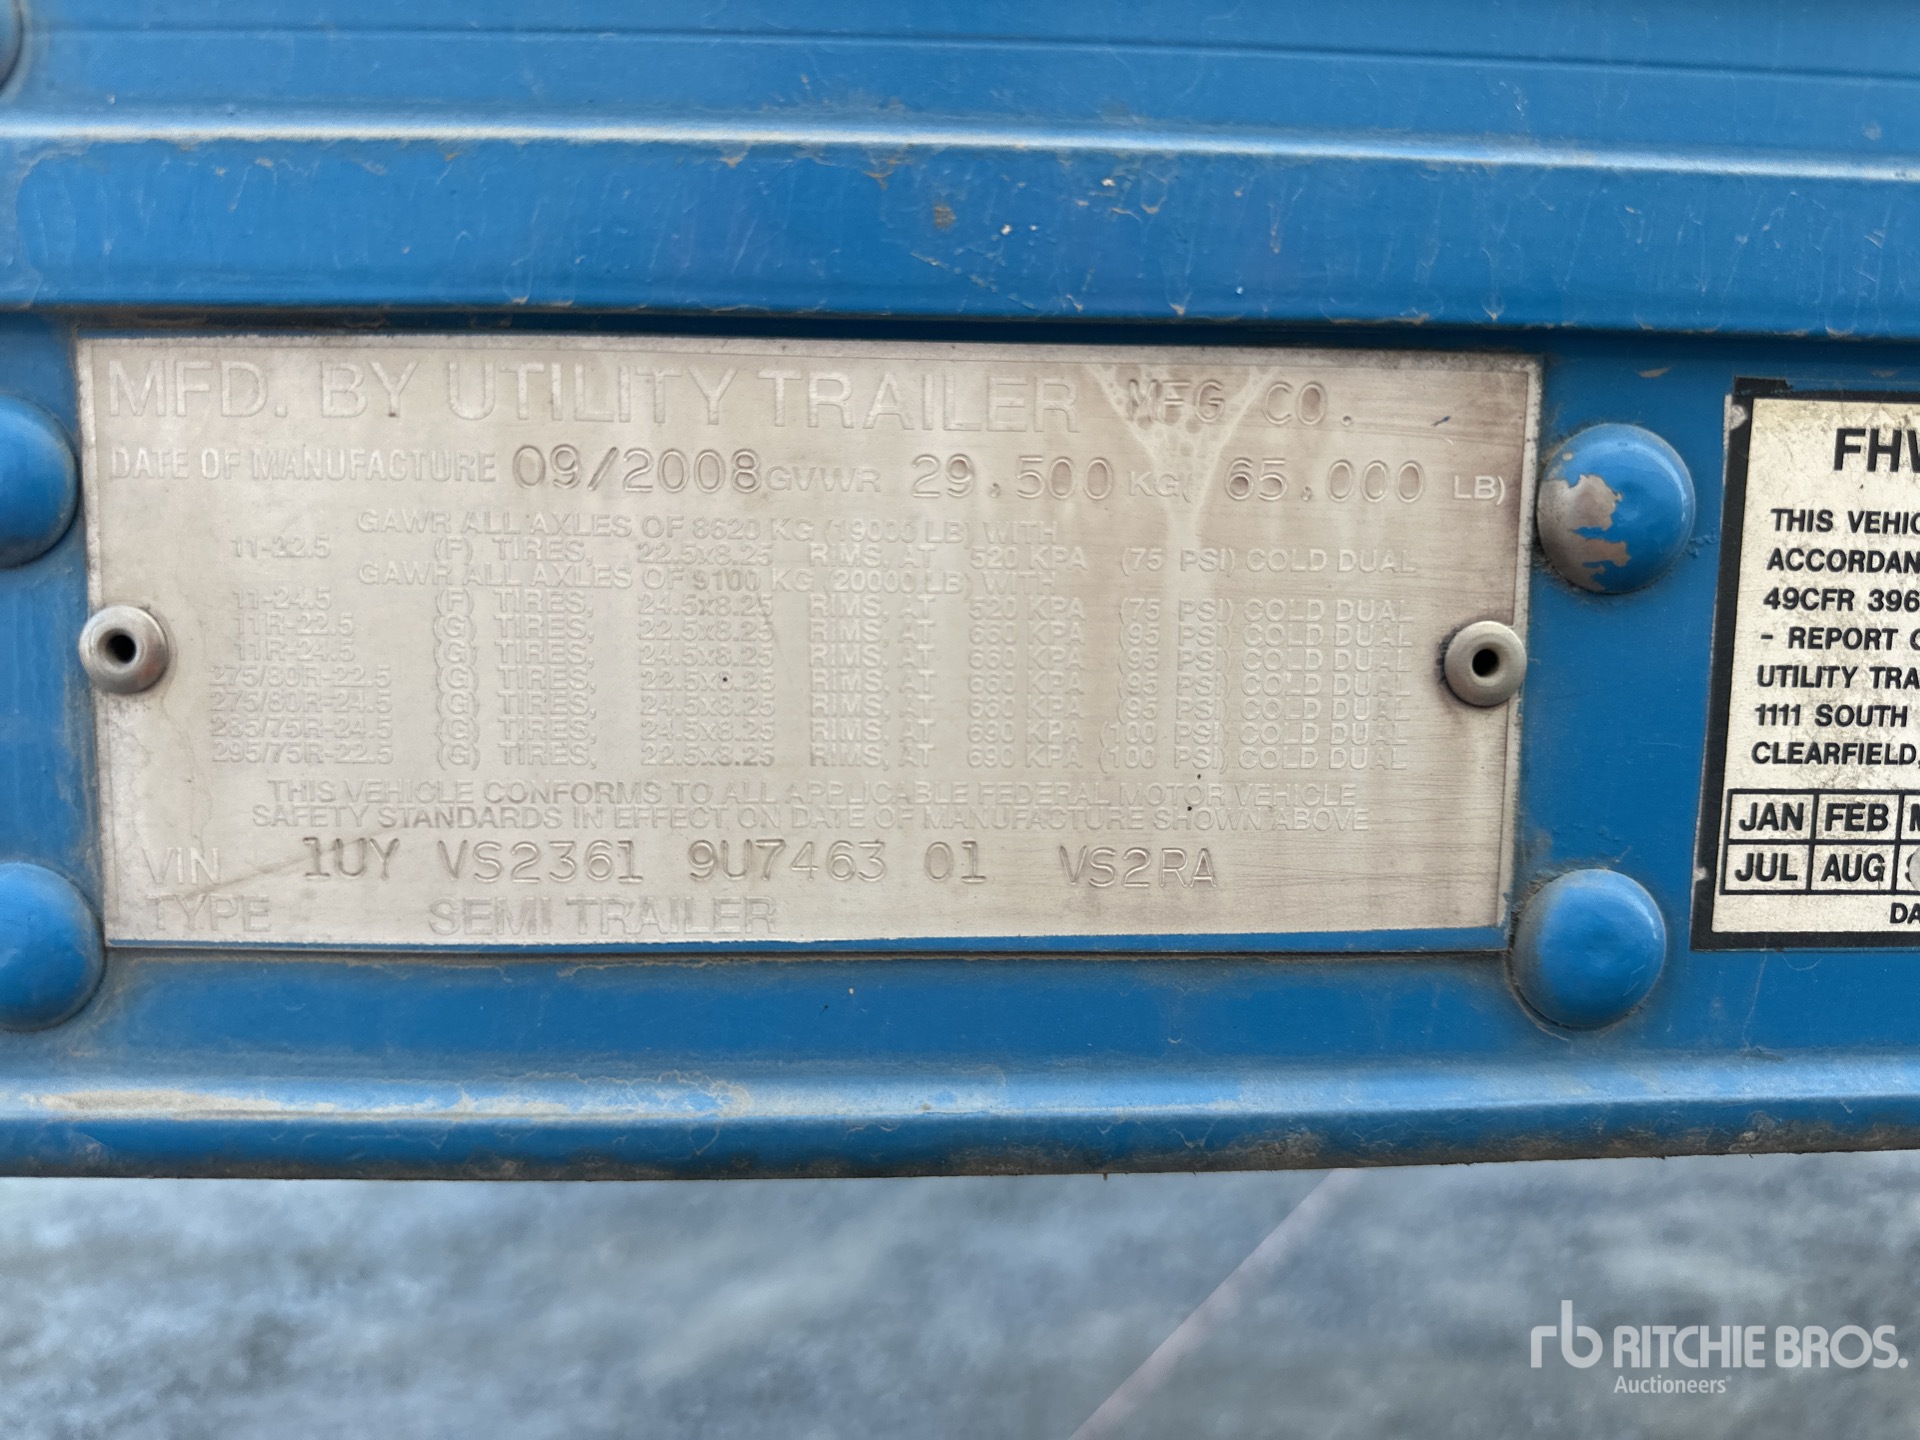 MFD. BY UTILITY TRAILER MFG CO.
DATE OF MANUFACTURE 09/2008 GVWR 29.500 KG( 65.000 LB)
GAWR ALL AXLES OF 8620 KG (19000 LB) WITH
11-22.5 (F) TIRES, 22.5x8.25 RIMS, AT 520 KPA (75 PSI) COLD DUAL
GAWR ALL AXLES OF 9100 KG (20000 LB) WITH
11-24.5 (F) TIRES, 24.5x8.25 RIMS, AT 520 KPA (75 PSI) COLD DUAL
11R-22.5 (G) TIRES, 22.5x8.25 RIMS, AT 660 KPA (95 PSI) COLD DUAL
11R-24.5 (G) TIRES, 24.5x8.25 RIMS, AT 660 KPA (95 PSI) COLD DUAL
275/80R-22.5 (G) TIRES, 22.5x8.25 RIMS, AT 660 KPA (95 PSI) COLD DUAL
275/80R-24.5 (G) TIRES, 24.5x8.25 RIMS, AT 660 KPA (95 PSI) COLD DUAL
285/75R-24.5 (G) TIRES, 24.5x8.25 RIMS, AT 690 KPA (100 PSI) COLD DUAL
295/75R-22.5 (G) TIRES, 22.5x8.25 RIMS, AT 690 KPA (100 PSI) COLD DUAL
THIS VEHICLE CONFORMS TO ALL APPLICABLE FEDERAL MOTOR VEHICLE
SAFETY STANDARDS IN EFFECT ON DATE OF MANUFACTURE SHOWN ABOVE
VIN 1UY VS2361 9U7463 01 VS2RA
TYPE SEMI TRAILER
FHV
THIS VEHIC
ACCORDAN
49CFR 396
- REPORT
UTILITY TRA
1111 SOUTH
CLEARFIELD,
JAN FEB M
JUL AUG
DA
rb RITCHIE BROS.
Auctioneers